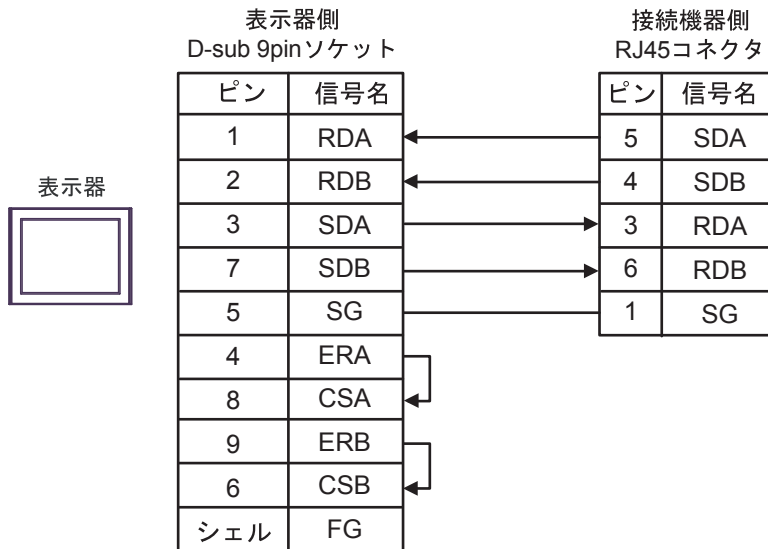 表示器側
D-sub 9pinソケット
接続機器側
RJ45コネクタ
表示器
ピン 信号名
1 RDA
2 RDB
3 SDA
7 SDB
5 SG
4 ERA
8 CSA
9 ERB
6 CSB
シェル FG
ピン 信号名
5 SDA
4 SDB
3 RDA
6 RDB
1 SG